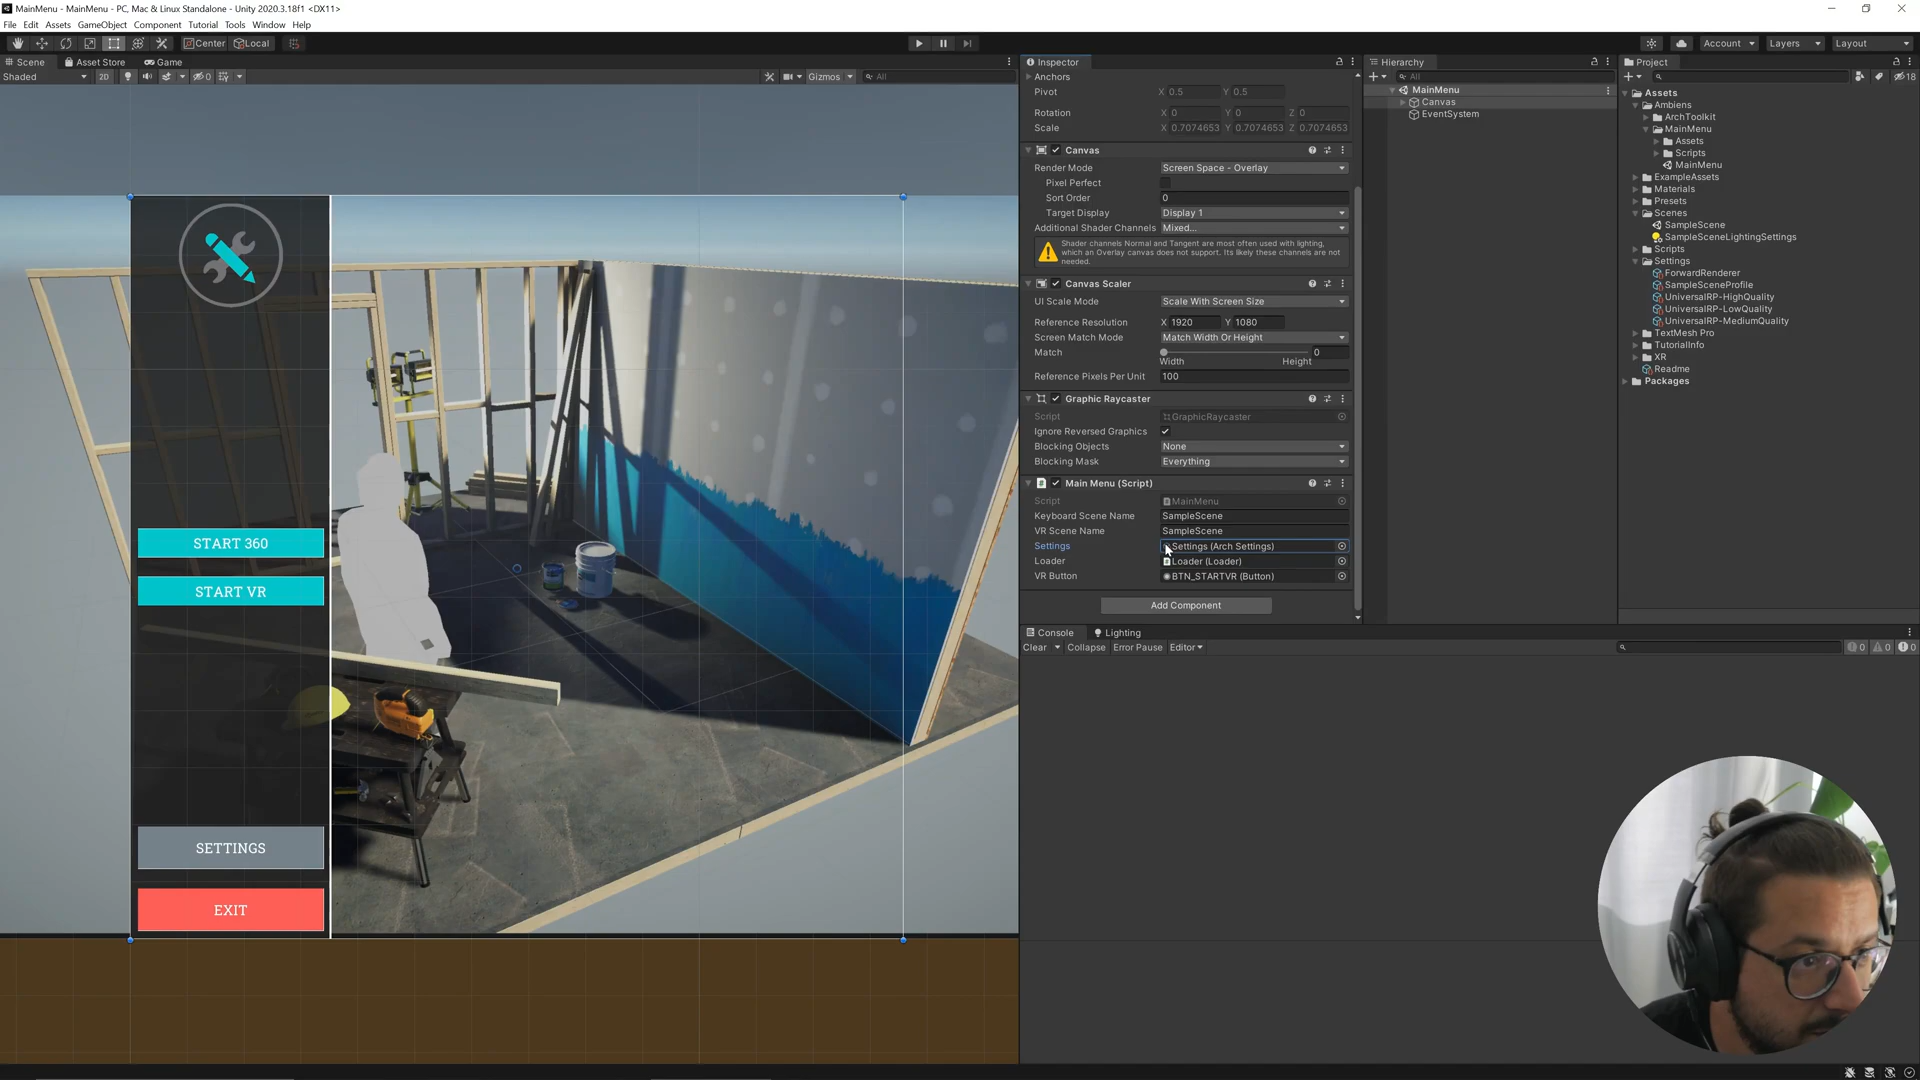 MainMenu - MainMenu - PC, Mac & Linux Standalone - Unity 2020.3.18f1 <DX11>
File Edit Assets GameObject Component Tutorial Tools Window Help
Center Local
Account Layers Layout
Scene Asset Store Game
Shaded 2D 0 Gizmos All
START 360
START VR
SETTINGS
EXIT
Inspector
Anchors
Pivot X 0.5 Y 0.5
Rotation X 0 Y 0 Z 0
Scale X 0.7074653 Y 0.7074653 Z 0.7074653
Canvas
Render Mode Screen Space - Overlay
Pixel Perfect
Sort Order 0
Target Display Display 1
Additional Shader Channels Mixed...
Shader channels Normal and Tangent are most often used with lighting,
which an Overlay canvas does not support. Its likely these channels are not
needed.
Canvas Scaler
UI Scale Mode Scale With Screen Size
Reference Resolution X 1920 Y 1080
Screen Match Mode Match Width Or Height
Match 0
Width Height
Reference Pixels Per Unit 100
Graphic Raycaster
Script GraphicRaycaster
Ignore Reversed Graphics
Blocking Objects None
Blocking Mask Everything
Main Menu (Script)
Script MainMenu
Keyboard Scene Name SampleScene
VR Scene Name SampleScene
Settings Settings (Arch Settings)
Loader Loader (Loader)
VR Button BTN_STARTVR (Button)
Add Component
Hierarchy
All
MainMenu
Canvas
EventSystem
Project
18
Assets
Ambiens
ArchToolkit
MainMenu
Assets
Scripts
MainMenu
ExampleAssets
Materials
Presets
Scenes
SampleScene
SampleSceneLightingSettings
Scripts
Settings
ForwardRenderer
SampleSceneProfile
UniversalRP-HighQuality
UniversalRP-LowQuality
UniversalRP-MediumQuality
TextMesh Pro
TutorialInfo
XR
Readme
Packages
Console Lighting
Clear Collapse Error Pause Editor 0 0 0